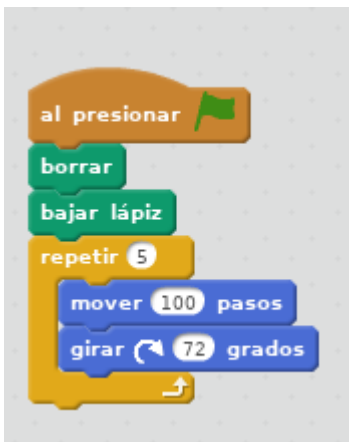 al presionar
borrar
bajar lápiz
repetir 5
mover 100 pasos
girar 72 grados